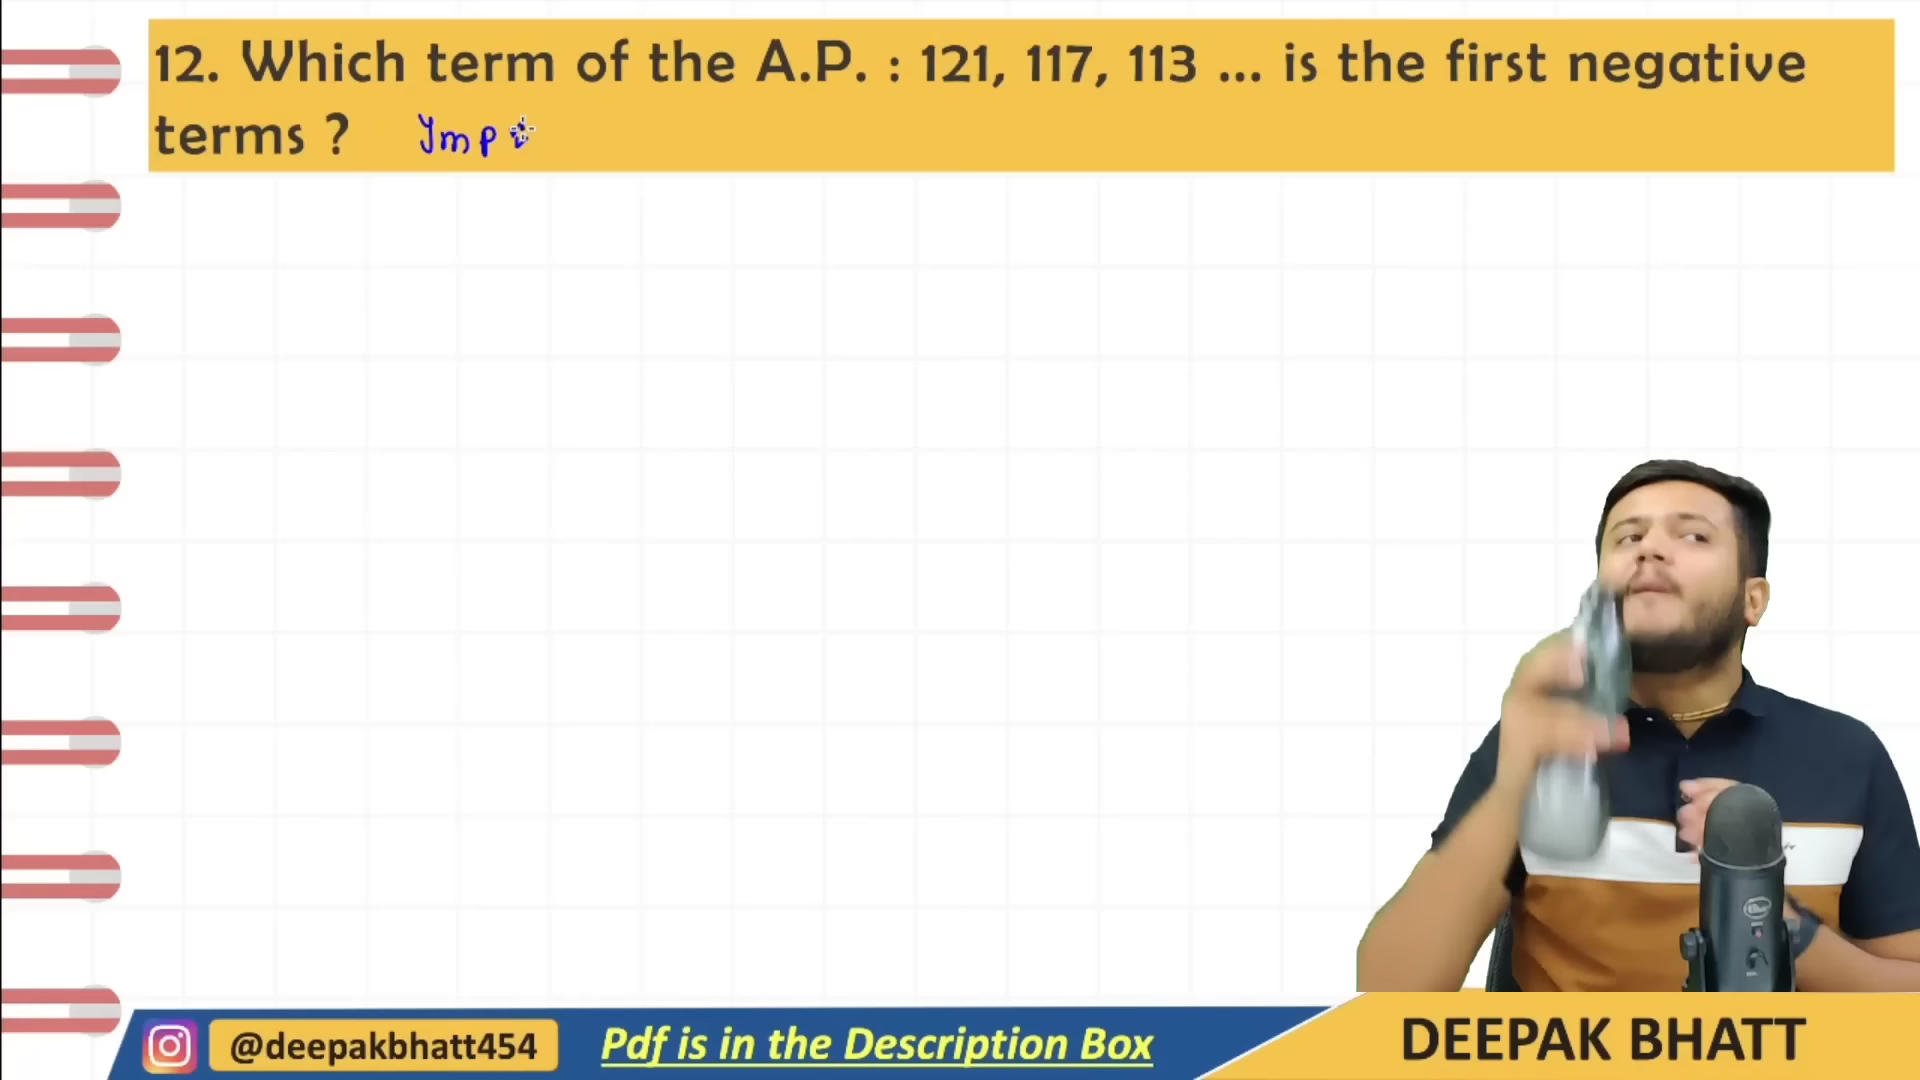 12. Which term of the A.P. : 121, 117, 113 ... is the first negative
terms ? Imp
@deepakbhatt454
Pdf is in the Description Box
DEEPAK BHATT